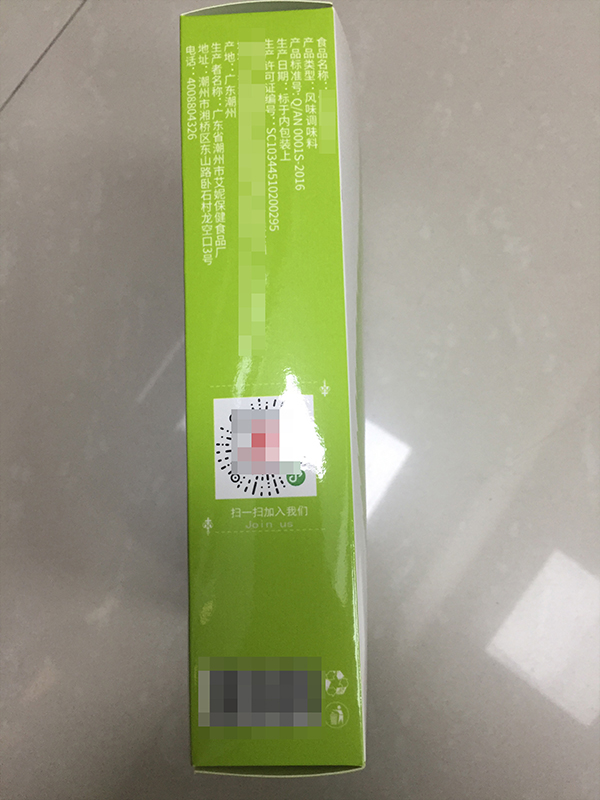 食品名称:
产品类型:风味调味料
产品标准号:Q/AN 0001S-2016
生产日期:标于内包装上
生产许可证编号:SC10344510200295
产地:广东潮州
生产者名称:广东省潮州市艾妮保健食品厂
地址:潮州市湘桥区东山路卧石村龙空口3号
电话:4008804326
扫一扫加入我们
Join us